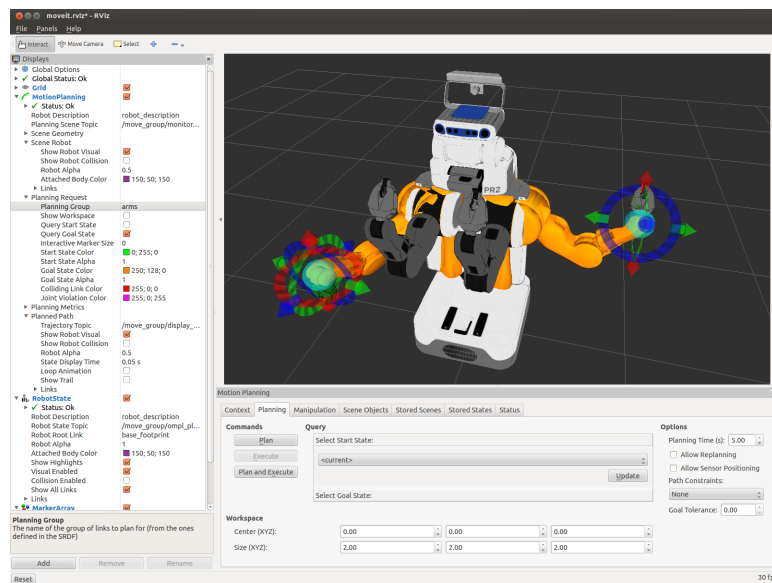 moveit.rviz* - RViz
File Panels Help
Interact Move Camera Select
Displays
Global Options
Global Status: Ok
Grid
MotionPlanning
Status: Ok
Robot Description robot_description
Planning Scene Topic /move_group/monitor...
Scene Geometry
Scene Robot
Show Robot Visual
Show Robot Collision
Robot Alpha 0.5
Attached Body Color 150; 50; 150
Links
Planning Request
Planning Group arms
Show Workspace
Query Start State
Query Goal State
Interactive Marker Size 0
Start State Color 0; 255; 0
Start State Alpha 1
Goal State Color 250; 128; 0
Goal State Alpha 1
Colliding Link Color 255; 0; 0
Joint Violation Color 255; 0; 255
Planning Metrics
Planned Path
Trajectory Topic /move_group/display_...
Show Robot Visual
Show Robot Collision
Robot Alpha 0.5
State Display Time 0.05 s
Loop Animation
Show Trail
Links
RobotState
Status: Ok
Robot Description robot_description
Robot State Topic /move_group/ompl_pl...
Robot Root Link base_footprint
Robot Alpha 1
Attached Body Color 150; 50; 150
Show Highlights
Visual Enabled
Collision Enabled
Show All Links
Links
MarkerArray
Planning Group
The name of the group of links to plan for (from the ones
defined in the SRDF)
Add Remove Rename
Reset
PR2
Motion Planning
Context Planning Manipulation Scene Objects Stored Scenes Stored States Status
Commands
Plan
Execute
Plan and Execute
Query
Select Start State:
<current>
Update
Select Goal State:
Options
Planning Time (s): 5.00
Allow Replanning
Allow Sensor Positioning
Path Constraints:
None
Goal Tolerance: 0.00
Workspace
Center (XYZ): 0.00 0.00 0.00
Size (XYZ): 2.00 2.00 2.00
30 fp